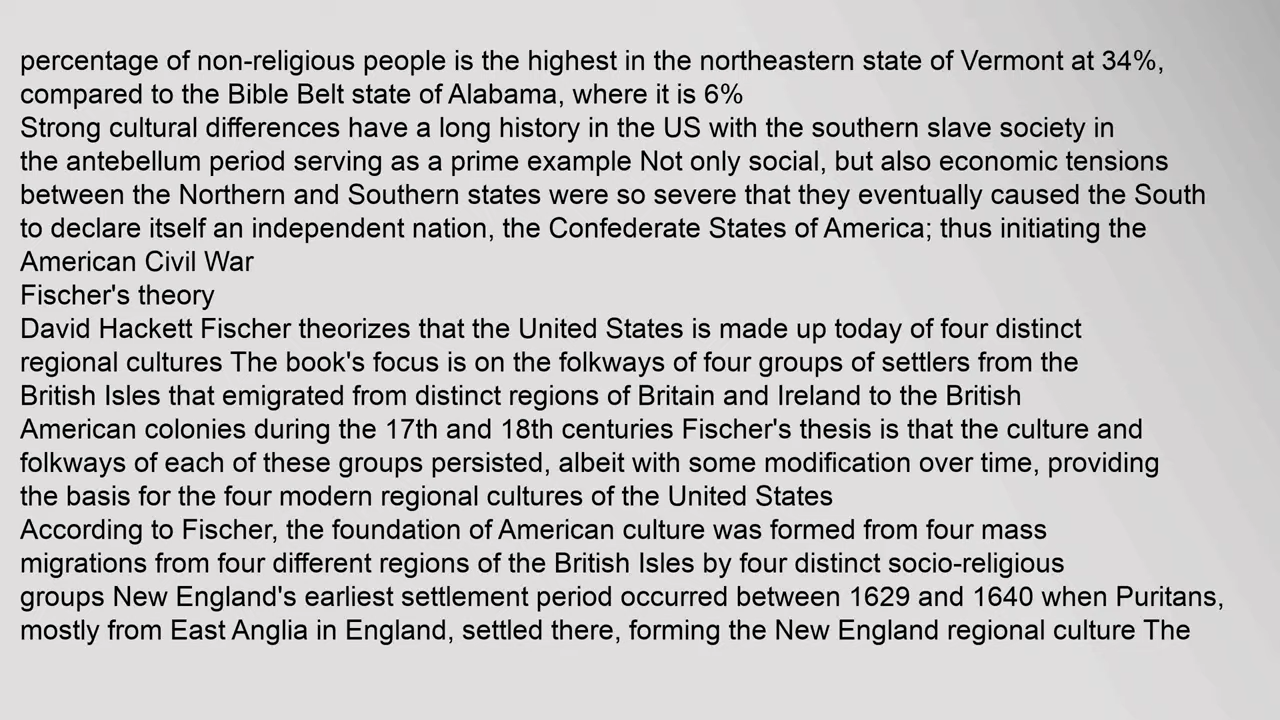 percentage of non-religious people is the highest in the northeastern state of Vermont at 34%,
compared to the Bible Belt state of Alabama, where it is 6%
Strong cultural differences have a long history in the US with the southern slave society in
the antebellum period serving as a prime example Not only social, but also economic tensions
between the Northern and Southern states were so severe that they eventually caused the South
to declare itself an independent nation, the Confederate States of America; thus initiating the
American Civil War
Fischer's theory
David Hackett Fischer theorizes that the United States is made up today of four distinct
regional cultures The book's focus is on the folkways of four groups of settlers from the
British Isles that emigrated from distinct regions of Britain and Ireland to the British
American colonies during the 17th and 18th centuries Fischer's thesis is that the culture and
folkways of each of these groups persisted, albeit with some modification over time, providing
the basis for the four modern regional cultures of the United States
According to Fischer, the foundation of American culture was formed from four mass
migrations from four different regions of the British Isles by four distinct socio-religious
groups New England's earliest settlement period occurred between 1629 and 1640 when Puritans,
mostly from East Anglia in England, settled there, forming the New England regional culture The